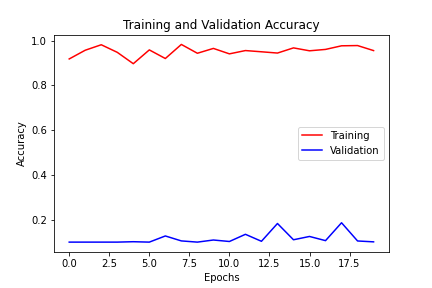 Training and Validation Accuracy
1.0
0.8
0.6
0.4
0.2
Accuracy
Training
Validation
0.0 2.5 5.0 7.5 10.0 12.5 15.0 17.5
Epochs